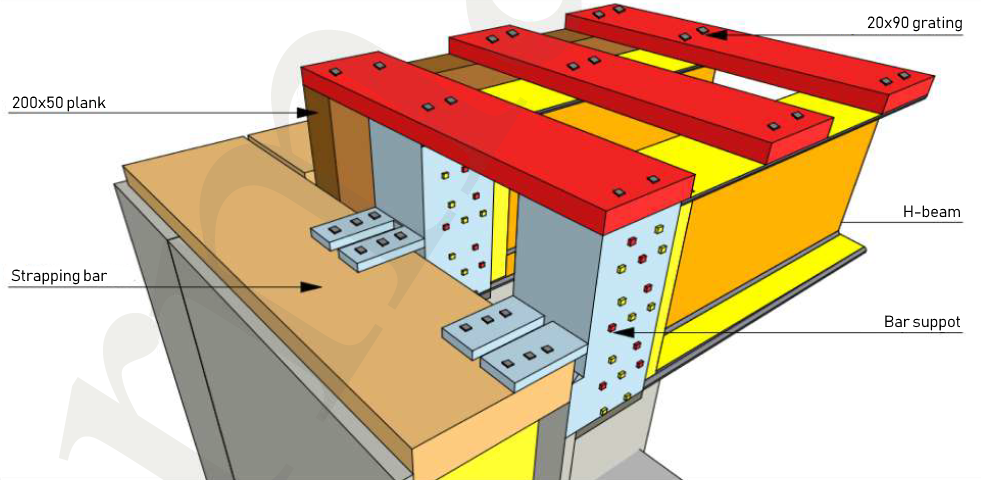 20x90 grating
200x50 plank
H-beam
Strapping bar
Bar suppot